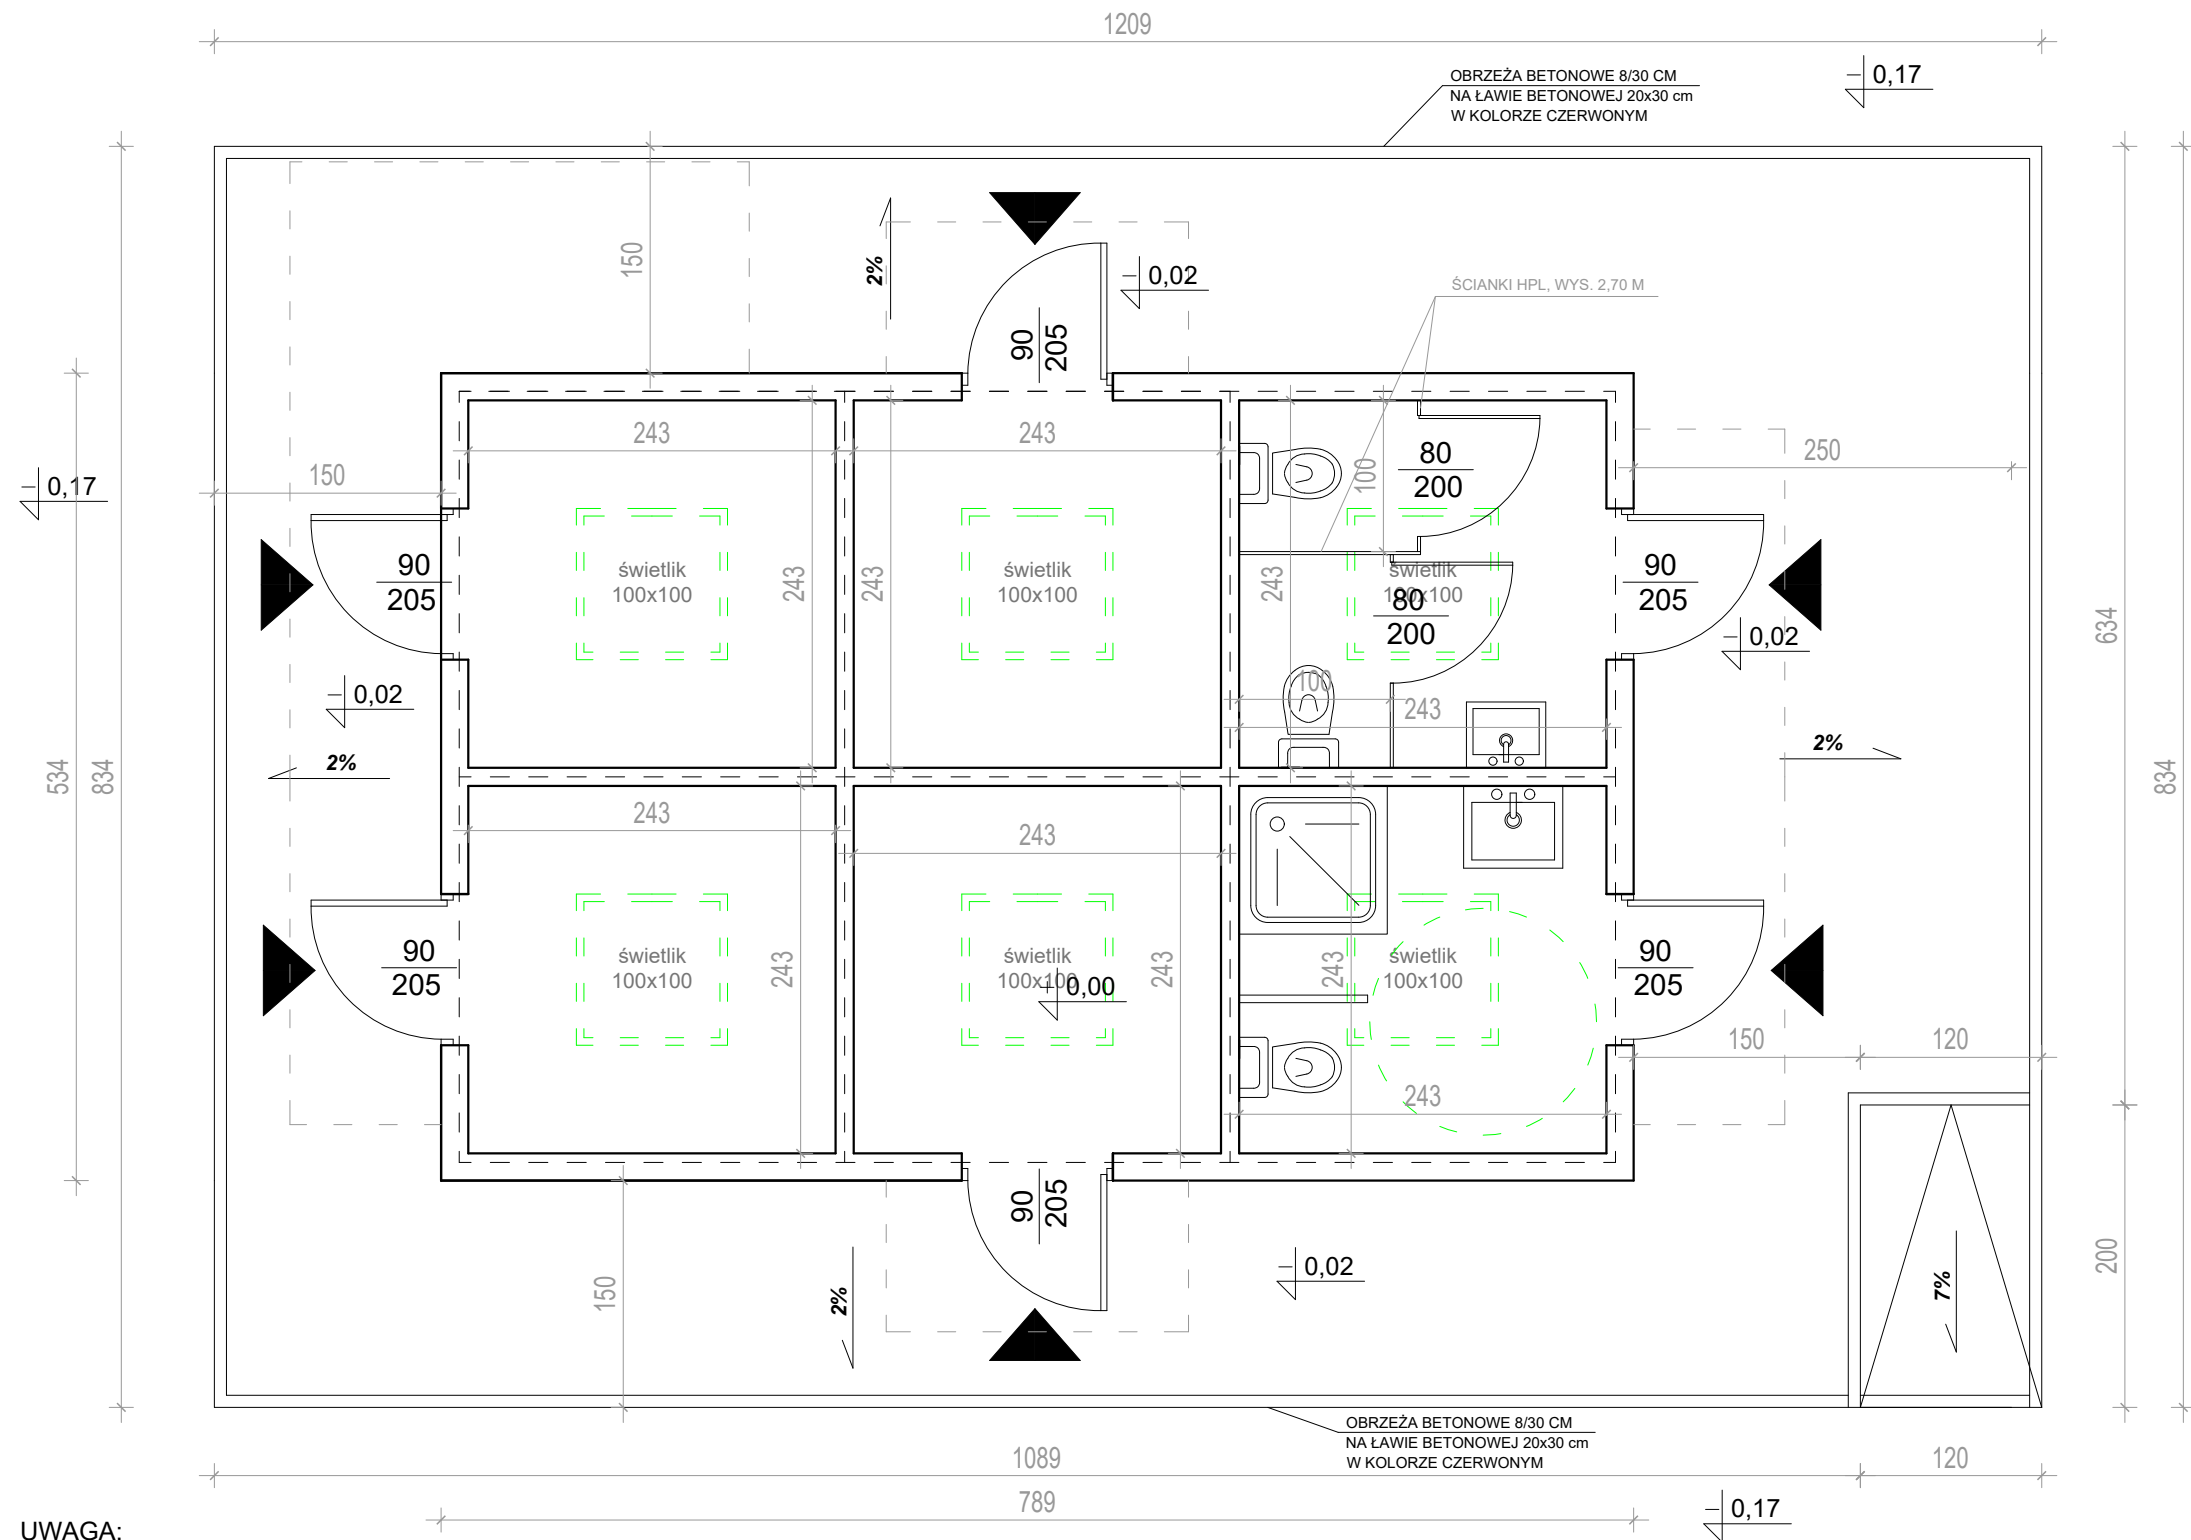 1209
OBRZEŻA BETONOWE 8/30 CM
NA ŁAWIE BETONOWEJ 20x30 cm
W KOLORZE CZERWONYM
− 0,17
150
2%
− 0,02
ŚCIANKI HPL, WYS. 2,70 M
90
205
243
243
80
200
100
250
150
− 0,17
90
205
świetlik
100x100
243
243
świetlik
100x100
243
świetlik
100x100
80
200
90
205
− 0,02
634
− 0,02
100
243
2%
2%
534
834
834
243
243
90
205
świetlik
100x100
243
świetlik
100x100
± 0,00
243
243
świetlik
100x100
90
205
150
120
243
90
205
− 0,02
150
2%
7%
200
OBRZEŻA BETONOWE 8/30 CM
NA ŁAWIE BETONOWEJ 20x30 cm
W KOLORZE CZERWONYM
1089
120
789
− 0,17
UWAGA: